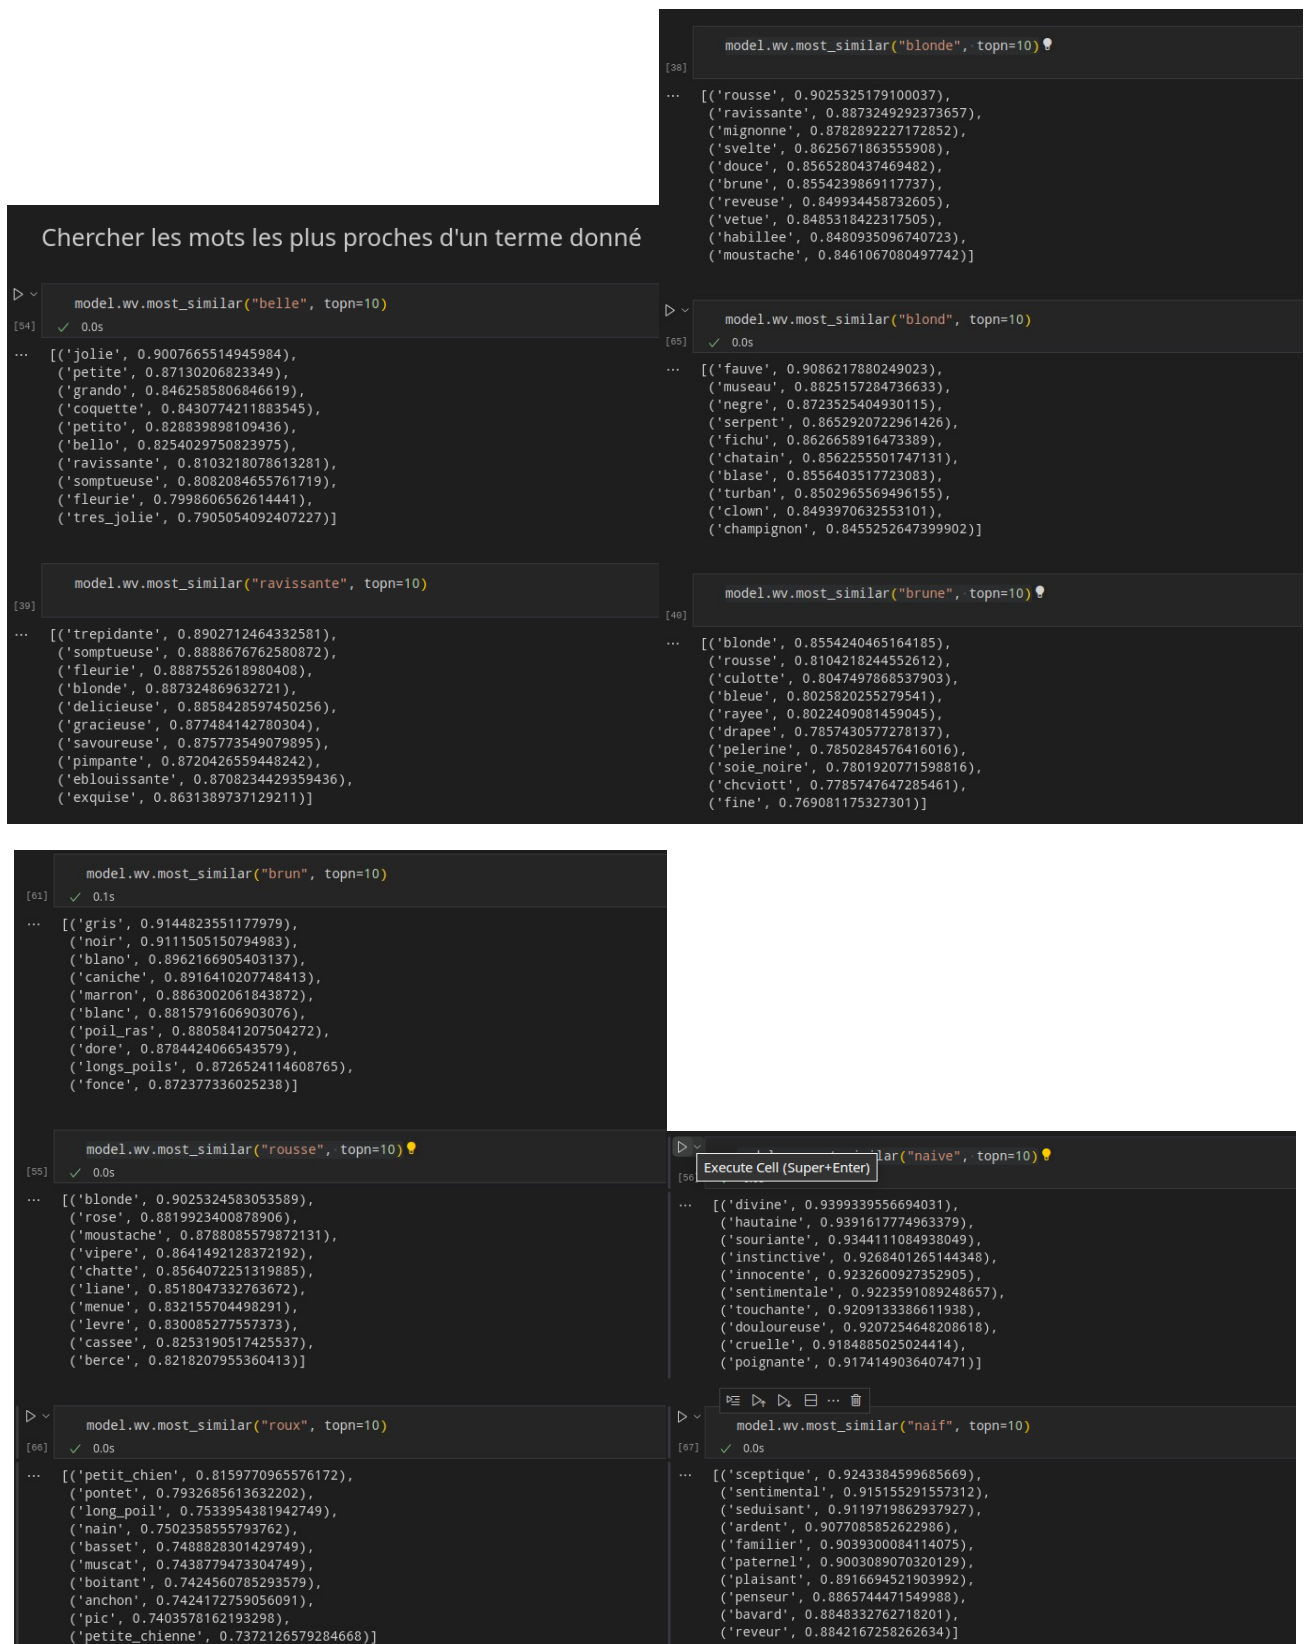 Chercher les mots les plus proches d'un terme donné
model.wv.most_similar("belle", topn=10)
[54]
0.0s
... [('jolie', 0.9007665514945984),
('petite', 0.87130206823349),
('grando', 0.8462585806846619),
('coquette', 0.8430774211883545),
('petito', 0.828839898109436),
('bello', 0.8254029750823975),
('ravissante', 0.8103218078613281),
('somptueuse', 0.8082084655761719),
('fleurie', 0.7998606562614441),
('tres_jolie', 0.7905054092407227)]
model.wv.most_similar("ravissante", topn=10)
[39]
... [('trepidante', 0.8902712464332581),
('somptueuse', 0.8888676762580872),
('fleurie', 0.8887552618980408),
('blonde', 0.887324869632721),
('delicieuse', 0.8858428597450256),
('gracieuse', 0.877484142780304),
('savoureuse', 0.875773549079895),
('pimpante', 0.8720426559448242),
('eblouissante', 0.8708234429359436),
('exquise', 0.8631389737129211)]
model.wv.most_similar("blonde", topn=10)
[38]
... [('rousse', 0.9025325179100037),
('ravissante', 0.8873249292373657),
('mignonne', 0.8782892227172852),
('svelte', 0.8625671863555908),
('douce', 0.8565280437469482),
('brune', 0.8554239869117737),
('reveuse', 0.849934458732605),
('vetue', 0.8485318422317505),
('habillee', 0.8480935096740723),
('moustache', 0.8461067080497742)]
model.wv.most_similar("blond", topn=10)
[65]
0.0s
... [('fauve', 0.9086217880249023),
('museau', 0.8825157284736633),
('negre', 0.8723525404930115),
('serpent', 0.8652920722961426),
('fichu', 0.8626658916473389),
('chatain', 0.8562255501747131),
('blase', 0.8556403517723083),
('turban', 0.8502965569496155),
('clown', 0.8493970632553101),
('champignon', 0.8455252647399902)]
model.wv.most_similar("brune", topn=10)
[40]
... [('blonde', 0.8554240465164185),
('rousse', 0.8104218244552612),
('culotte', 0.8047497868537903),
('bleue', 0.8025820255279541),
('rayee', 0.8022409081459045),
('drapee', 0.7857430577278137),
('pelerine', 0.7850284576416016),
('soie_noire', 0.7801920771598816),
('chcviott', 0.7785747647285461),
('fine', 0.769081175327301)]
model.wv.most_similar("brun", topn=10)
[61]
0.1s
... [('gris', 0.9144823551177979),
('noir', 0.9111505150794983),
('blano', 0.8962166905403137),
('caniche', 0.8916410207748413),
('marron', 0.8863002061843872),
('blanc', 0.8815791606903076),
('poil_ras', 0.8805841207504272),
('dore', 0.8784424066543579),
('longs_poils', 0.8726524114608765),
('fonce', 0.872377336025238)]
model.wv.most_similar("rousse", topn=10)
[55]
0.0s
... [('blonde', 0.9025324583053589),
('rose', 0.8819923400878906),
('moustache', 0.8788085579872131),
('vipere', 0.8641492128372192),
('chatte', 0.8564072251319885),
('liane', 0.8518047332763672),
('menue', 0.832155704498291),
('levre', 0.830085277557373),
('cassee', 0.8253190517425537),
('berce', 0.8218207955360413)]
model.wv.most_similar("roux", topn=10)
[66]
0.0s
... [('petit_chien', 0.8159770965576172),
('pontet', 0.7932685613632202),
('long_poil', 0.7533954381942749),
('nain', 0.7502358555793762),
('basset', 0.7488828301429749),
('muscat', 0.7438779473304749),
('boitant', 0.7424560785293579),
('anchon', 0.7424172759056091),
('pic', 0.7403578162193298),
('petite_chienne', 0.7372126579284668)]
lar("naive", topn=10)
Execute Cell (Super+Enter)
[56
... [('divine', 0.9399339556694031),
('hautaine', 0.9391617774963379),
('souriante', 0.9344111084938049),
('instinctive', 0.9268401265144348),
('innocente', 0.9232600927352905),
('sentimentale', 0.9223591089248657),
('touchante', 0.9209133386611938),
('douloureuse', 0.9207254648208618),
('cruelle', 0.9184885025024414),
('poignante', 0.9174149036407471)]
model.wv.most_similar("naif", topn=10)
[67]
0.0s
... [('sceptique', 0.9243384599685669),
('sentimental', 0.915155291557312),
('seduisant', 0.9119719862937927),
('ardent', 0.9077085852622986),
('familier', 0.9039300084114075),
('paternel', 0.9003089070320129),
('plaisant', 0.8916694521903992),
('penseur', 0.8865744471549988),
('bavard', 0.8848332762718201),
('reveur', 0.8842167258262634)]